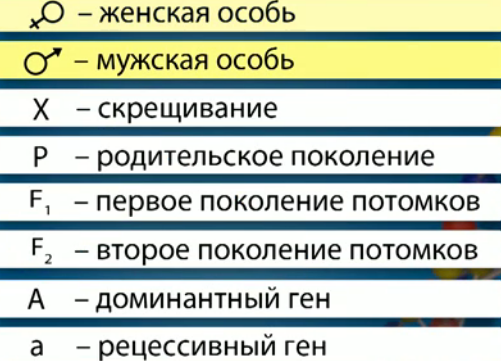 ♀ – женская особь
♂ – мужская особь
X – скрещивание
P – родительское поколение
F₁ – первое поколение потомков
F₂ – второе поколение потомков
А – доминантный ген
а – рецессивный ген